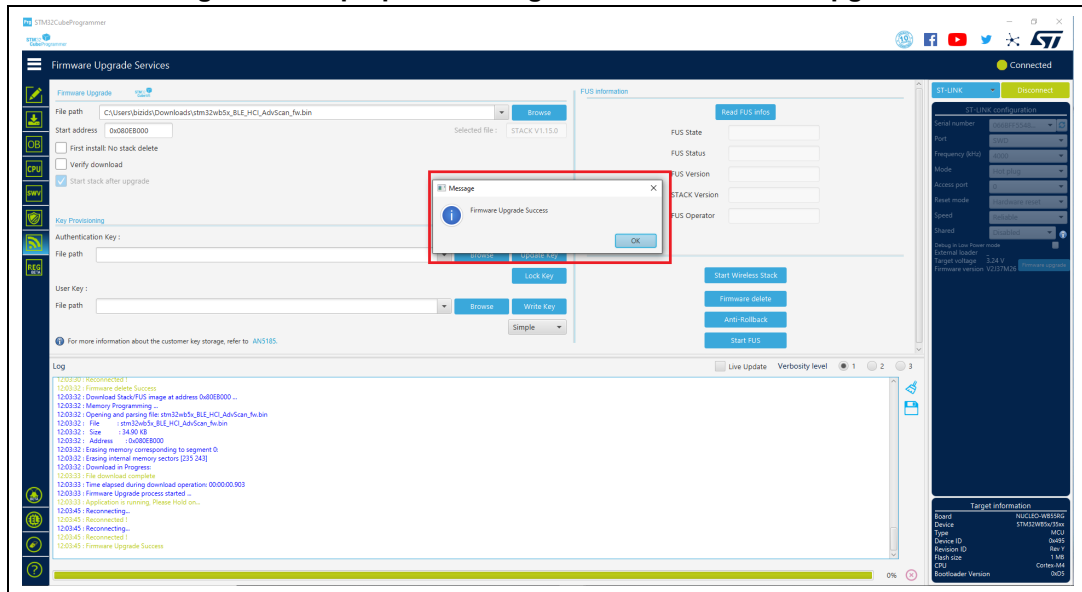 STM32CubeProgrammer
Firmware Upgrade Services
Connected
Firmware Upgrade
File path C:\Users\bizids\Downloads\stm32wb5x_BLE_HCI_AdvScan_fw.bin Browse
Start address 0x080EB000 Selected file : STACK V1.15.0
First install: No stack delete
Verify download
Start stack after upgrade
Key Provisioning
Authentication Key :
File path Browse Update Key
Lock Key
User Key :
File path Browse Write Key
Simple
For more information about the customer key storage, refer to AN5185.
FUS information
Read FUS infos
FUS State
FUS Status
FUS Version
STACK Version
FUS Operator
Message
Firmware Upgrade Success
OK
Start Wireless Stack
Firmware delete
Anti-Rollback
Start FUS
ST-LINK Disconnect
ST-LINK configuration
Serial number
Port SWD
Frequency (kHz) 4000
Mode Hot plug
Access port 0
Reset mode Hardware reset
Speed Reliable
Shared Disabled
Debug in Low Power mode
External loader _
Target voltage 3.24 V
Firmware version V2J37M26 Firmware upgrade
Log Live Update Verbosity level 1 2 3
12:03:30 : Reconnected !
12:03:32 : Firmware delete Success
12:03:32 : Download Stack/FUS image at address 0x80EB000 ...
12:03:32 : Memory Programming ...
12:03:32 : Opening and parsing file: stm32wb5x_BLE_HCI_AdvScan_fw.bin
12:03:32 : File : stm32wb5x_BLE_HCI_AdvScan_fw.bin
12:03:32 : Size : 34.90 KB
12:03:32 : Address : 0x080EB000
12:03:32 : Erasing memory corresponding to segment 0:
12:03:32 : Erasing internal memory sectors [235 243]
12:03:32 : Download in Progress:
12:03:33 : File download complete
12:03:33 : Time elapsed during download operation: 00:00:00.903
12:03:33 : Firmware Upgrade process started ...
12:03:33 : Application is running, Please Hold on...
12:03:45 : Reconnecting...
12:03:45 : Reconnected !
12:03:45 : Reconnecting...
12:03:45 : Reconnected !
12:03:45 : Firmware Upgrade Success
0%
Target information
Board NUCLEO-WB55RG
Device STM32WB5x/35xx
Type MCU
Device ID 0x495
Revision ID Rev Y
Flash size 1 MB
CPU Cortex-M4
Bootloader Version 0xD5
OB
CPU
SWV
REG